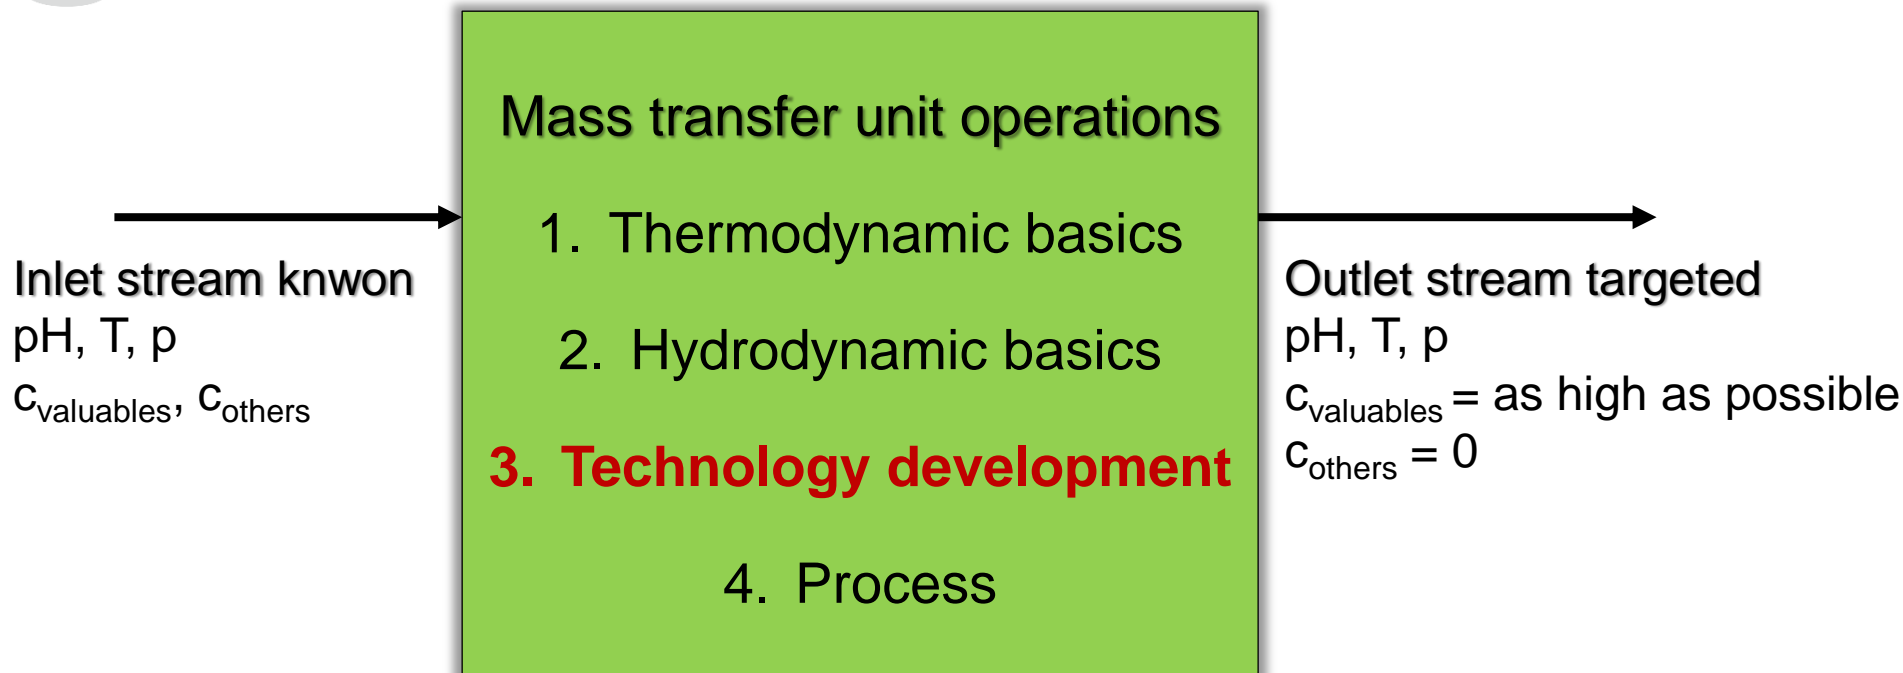 Mass transfer unit operations
1. Thermodynamic basics
2. Hydrodynamic basics
3. Technology development
4. Process
Inlet stream knwon
pH, T, p
cvaluables, cothers
Outlet stream targeted
pH, T, p
cvaluables = as high as possible
cothers = 0